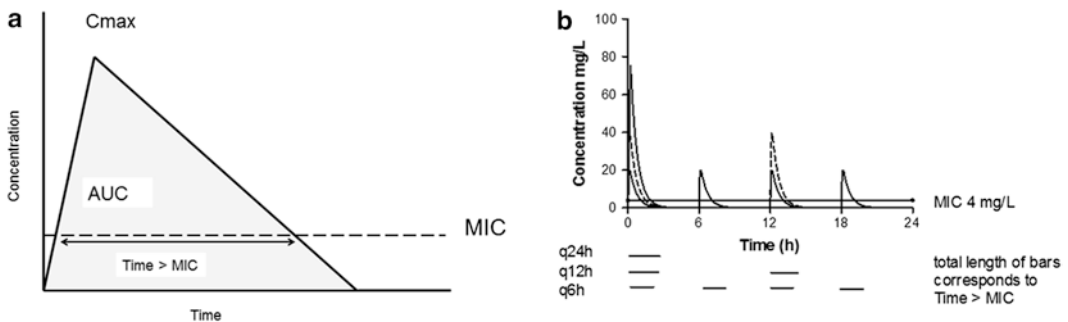 a
Cmax
Concentration
AUC
MIC
Time > MIC
Time
b
Concentration mg/L
100
80
60
40
20
0
0
6
12
18
24
MIC 4 mg/L
Time (h)
q24h
q12h
q6h
total length of bars
corresponds to
Time > MIC